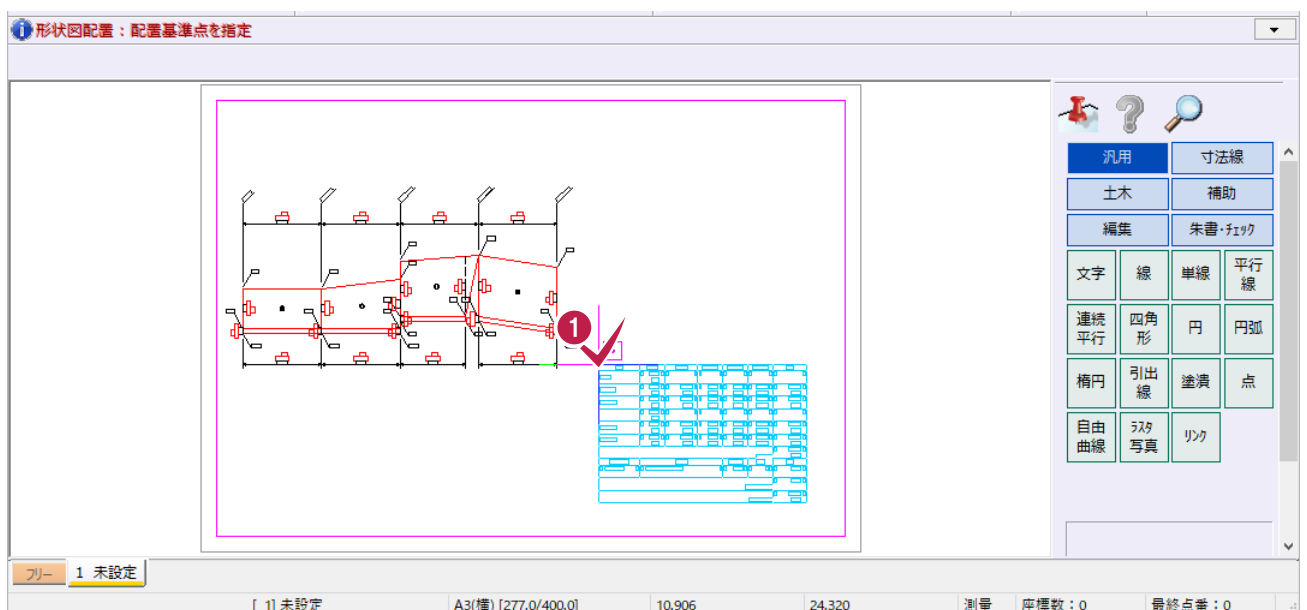 形状図配置：配置基準点を指定
汎用 寸法線
土木 補助
編集 朱書・ﾁｪｯｸ
文字 線 単線 平行線
連続平行 四角形 円 円弧
楕円 引出線 塗潰 点
自由曲線 ﾗｽﾀ写真 ﾘﾝｸ
1
ﾌﾘｰ 1 未設定
[ 1] 未設定 A3(横) [277.0/400.0] 10.906 24.320 測量 座標数：0 最終点番：0